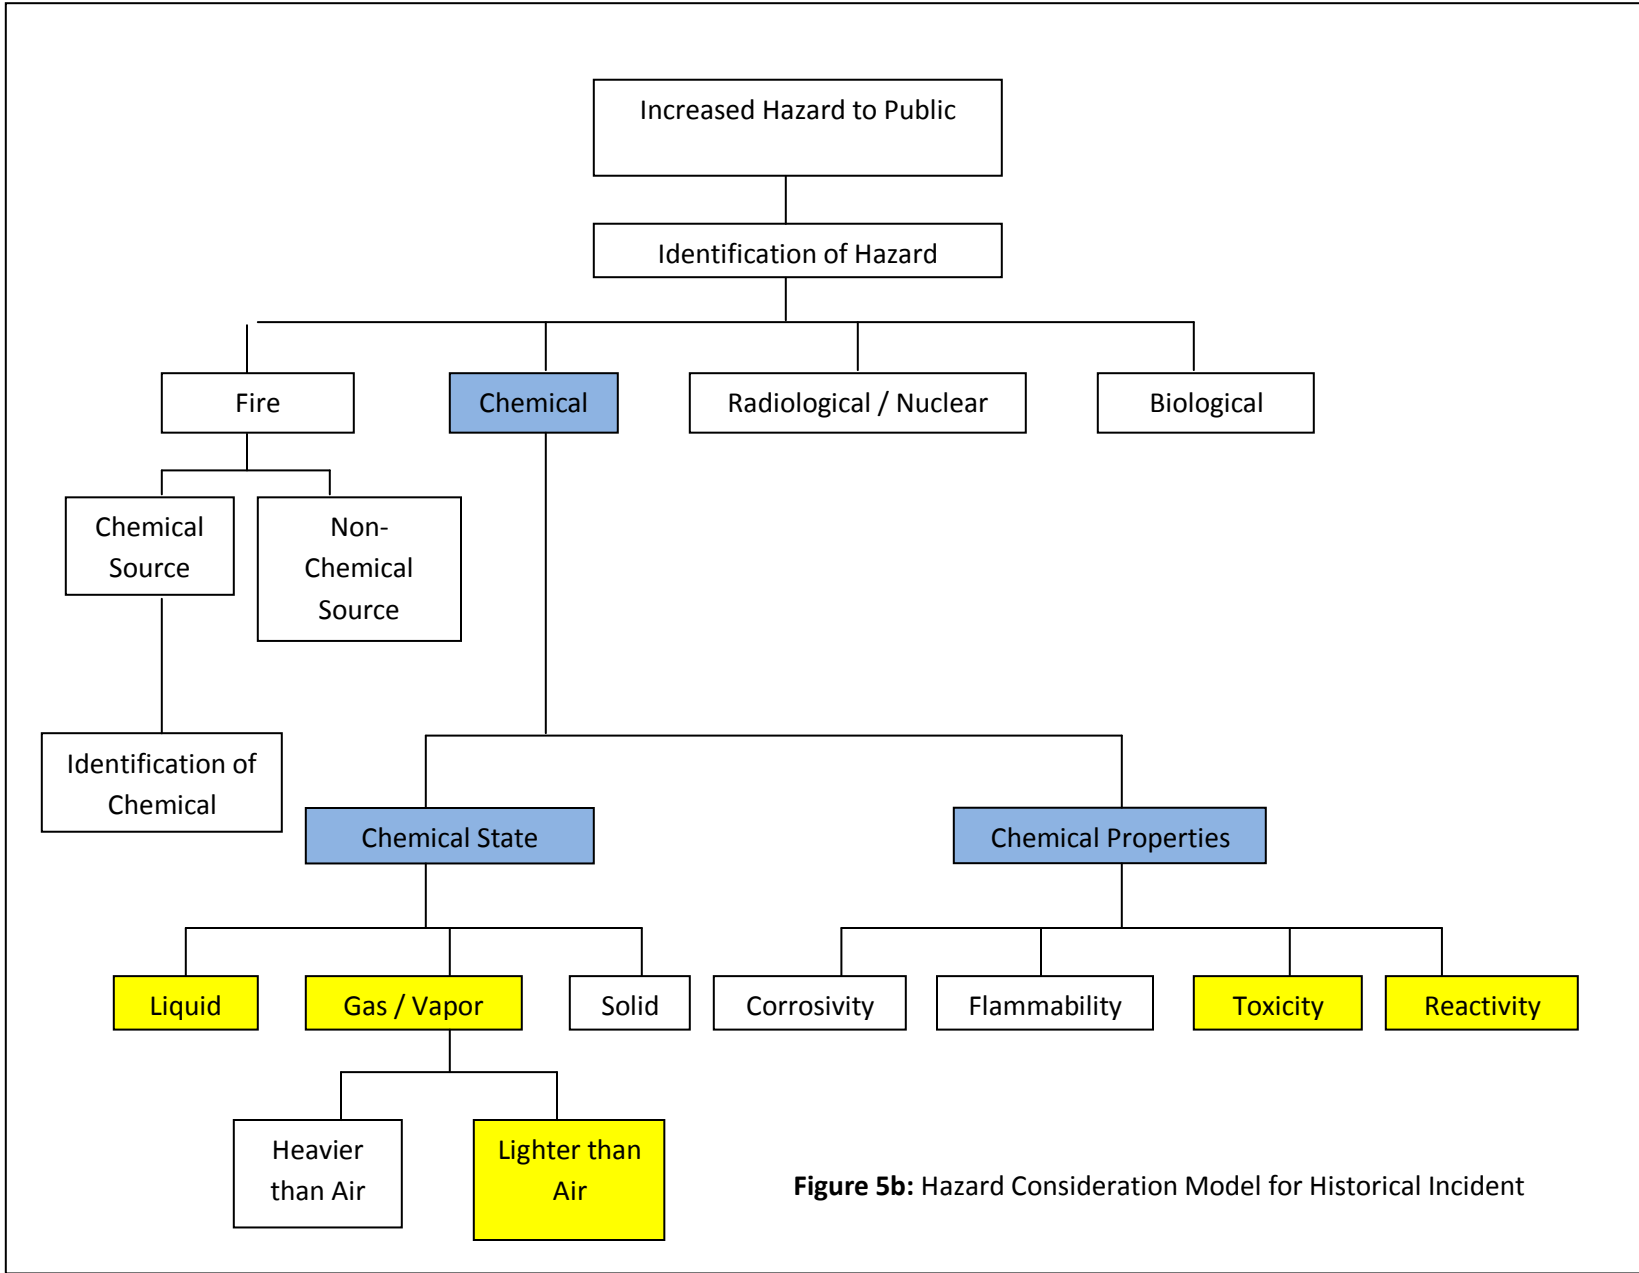 Increased Hazard to Public
Identification of Hazard
Fire
Chemical
Radiological / Nuclear
Biological
Chemical
Source
Non-
Chemical
Source
Identification of
Chemical
Chemical State
Chemical Properties
Liquid
Gas / Vapor
Solid
Corrosivity
Flammability
Toxicity
Reactivity
Heavier
than Air
Lighter than
Air
Figure 5b: Hazard Consideration Model for Historical Incident